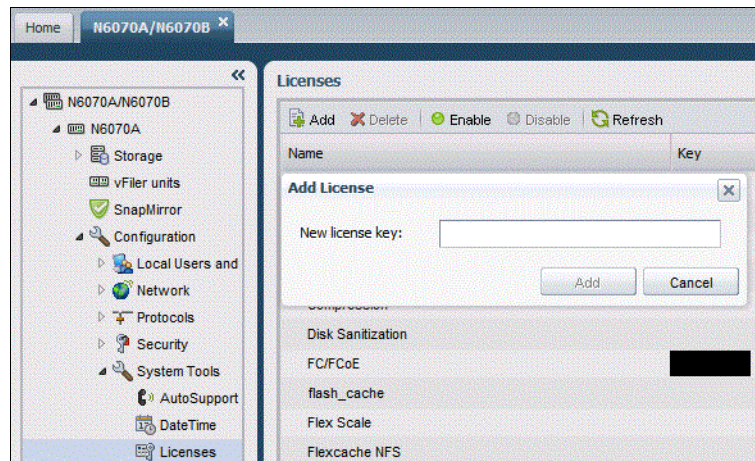 Home
N6070A/N6070B
N6070A/N6070B
N6070A
Storage
vFiler units
SnapMirror
Configuration
Local Users and
Network
Protocols
Security
System Tools
AutoSupport
DateTime
Licenses
Licenses
Add Delete Enable Disable Refresh
Name Key
Add License
New license key:
Add Cancel
Compression
Disk Sanitization
FC/FCoE
flash_cache
Flex Scale
Flexcache NFS